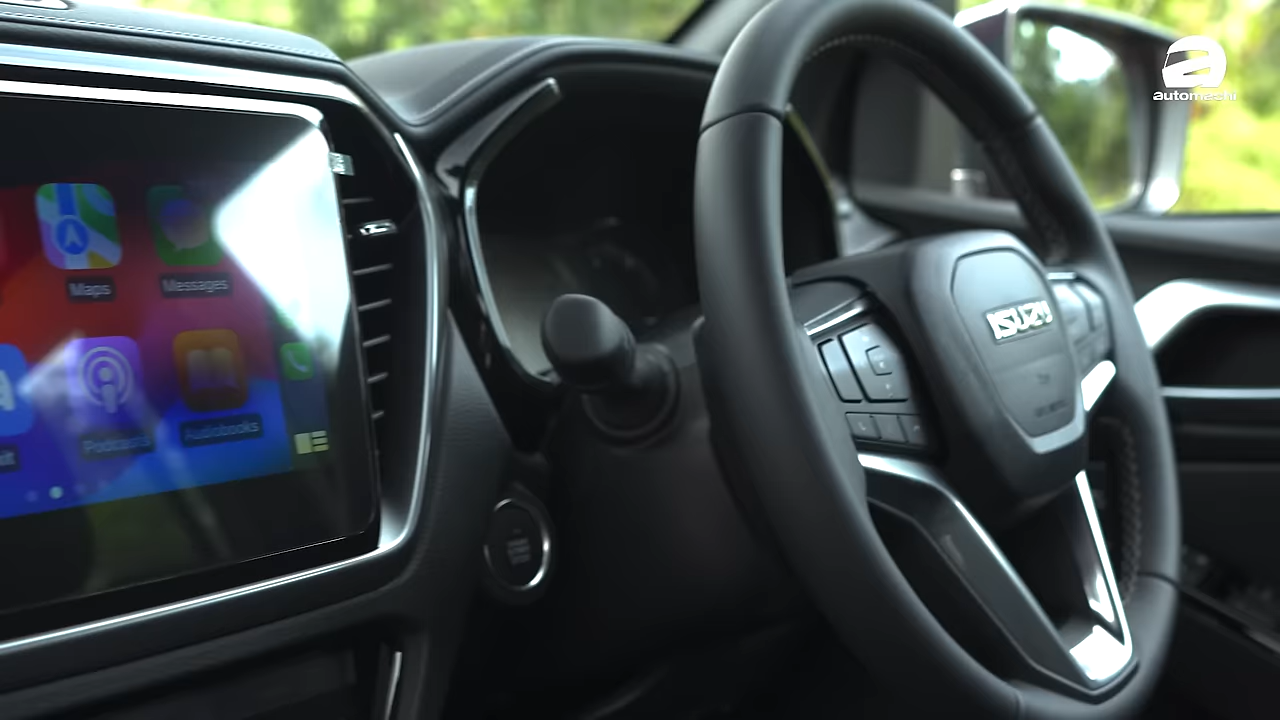 automachi
Maps
Messages
Podcasts
Audiobooks
ISUZU